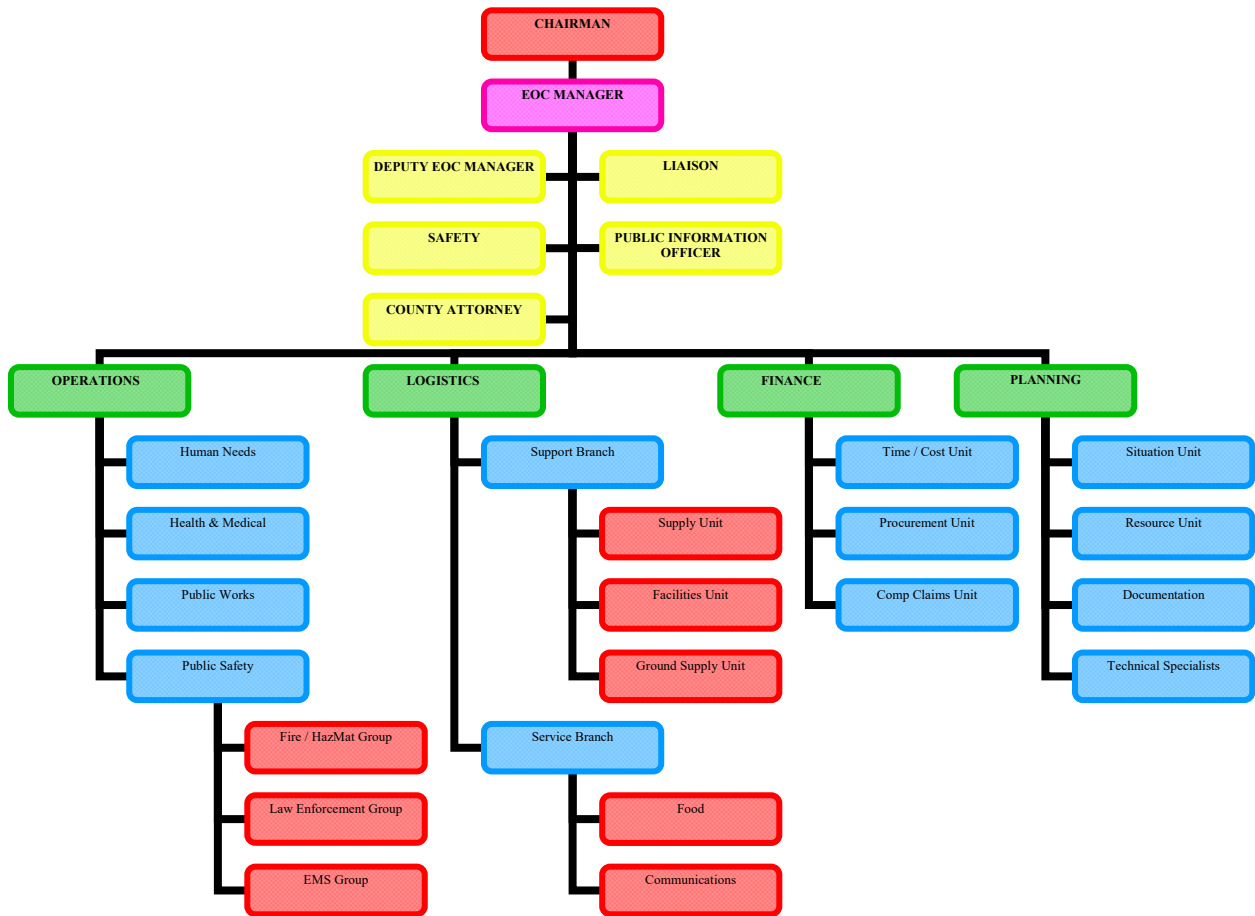 CHAIRMAN
EOC MANAGER
DEPUTY EOC MANAGER
LIAISON
SAFETY
PUBLIC INFORMATION
OFFICER
COUNTY ATTORNEY
OPERATIONS
LOGISTICS
FINANCE
PLANNING
Human Needs
Support Branch
Time / Cost Unit
Situation Unit
Health & Medical
Supply Unit
Procurement Unit
Resource Unit
Public Works
Facilities Unit
Comp Claims Unit
Documentation
Public Safety
Ground Supply Unit
Technical Specialists
Fire / HazMat Group
Service Branch
Law Enforcement Group
Food
EMS Group
Communications